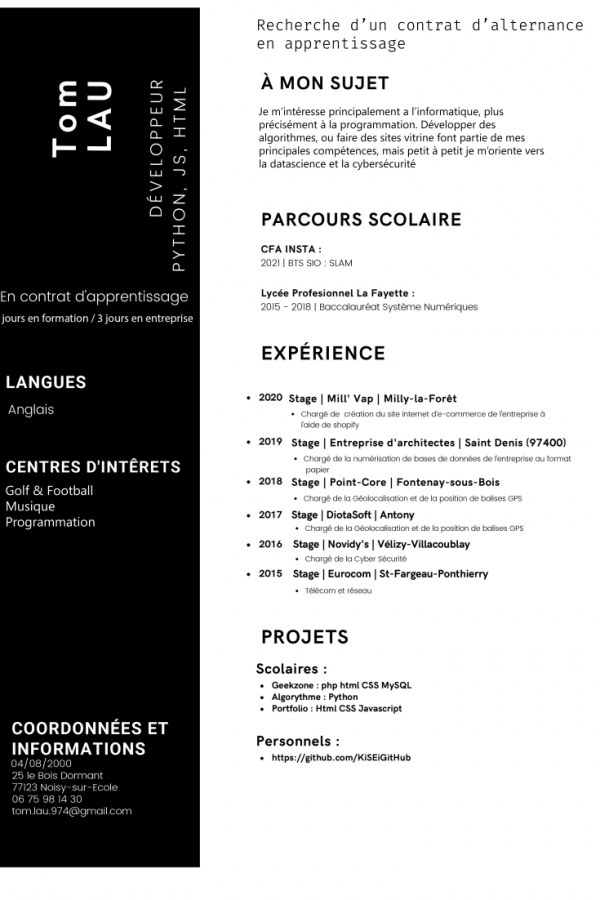 Tom
LAU
DÉVELOPPEUR
PYTHON, JS, HTML
En contrat d'apprentissage
jours en formation / 3 jours en entreprise
LANGUES
Anglais
CENTRES D'INTÊRETS
Golf & Football
Musique
Programmation
COORDONNÉES ET
INFORMATIONS
04/08/2000
25 le Bois Dormant
77123 Noisy-sur-Ecole
06 75 98 14 30
tom.lau.974@gmail.com
Recherche d’un contrat d’alternance
en apprentissage
À MON SUJET
Je m’intéresse principalement a l’informatique, plus
précisément à la programmation. Développer des
algorithmes, ou faire des sites vitrine font partie de mes
principales compétences, mais petit à petit je m’oriente vers
la datascience et la cybersécurité
PARCOURS SCOLAIRE
CFA INSTA :
2021 | BTS SIO : SLAM
Lycée Profesionnel La Fayette :
2015 - 2018 | Baccalauréat Système Numériques
EXPÉRIENCE
• 2020 Stage | Mill' Vap | Milly-la-Forêt
• Chargé de création du site internet d'e-commerce de l'entreprise à
l'aide de shopify
• 2019 Stage | Entreprise d'architectes | Saint Denis (97400)
• Chargé de la numérisation de bases de données de l'entreprise au format
papier
• 2018 Stage | Point-Core | Fontenay-sous-Bois
• Chargé de la Géolocalisation et de la position de balises GPS
• 2017 Stage | DiotaSoft | Antony
• Chargé de la Géolocalisation et de la position de balises GPS
• 2016 Stage | Novidy's | Vélizy-Villacoublay
• Chargé de la Cyber Sécurité
• 2015 Stage | Eurocom | St-Fargeau-Ponthierry
• Télécom et réseau
PROJETS
Scolaires :
• Geekzone : php html CSS MySQL
• Algorythme : Python
• Portfolio : Html CSS Javascript
Personnels :
• https://github.com/KiSEiGitHub